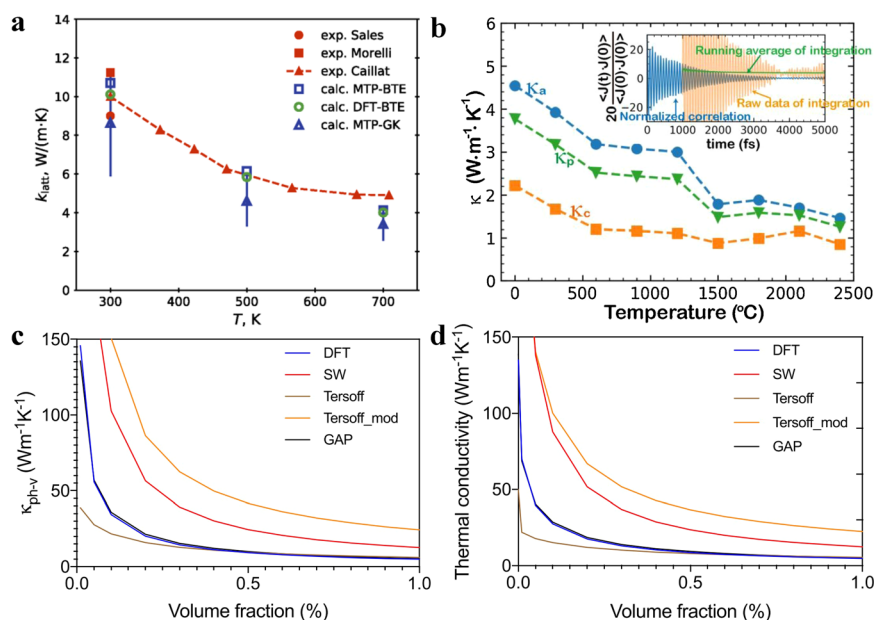 a
k_latt, W/(m·K)
14
12
10
8
6
4
2
0
exp. Sales
exp. Morelli
exp. Caillat
calc. MTP-BTE
calc. DFT-BTE
calc. MTP-GK
300
400
500
600
700
T, K
b
κ (W·m⁻¹ K⁻¹)
6
5
4
3
2
1
0
κa
κp
κc
20 <J(t)·J(0)>
<J(0)·J(0)>
20
0
−20
Running average of integration
Raw data of integration
Normalized correlation
0 1000 2000 3000 4000 5000
time (fs)
0 500 1000 1500 2000 2500
Temperature (ºC)
c
κph-v (Wm-1K-1)
150
100
50
0
DFT
SW
Tersoff
Tersoff_mod
GAP
0.0 0.5 1.0
Volume fraction (%)
d
Thermal conductivity (Wm-1K-1)
150
100
50
0
DFT
SW
Tersoff
Tersoff_mod
GAP
0.0 0.5 1.0
Volume fraction (%)